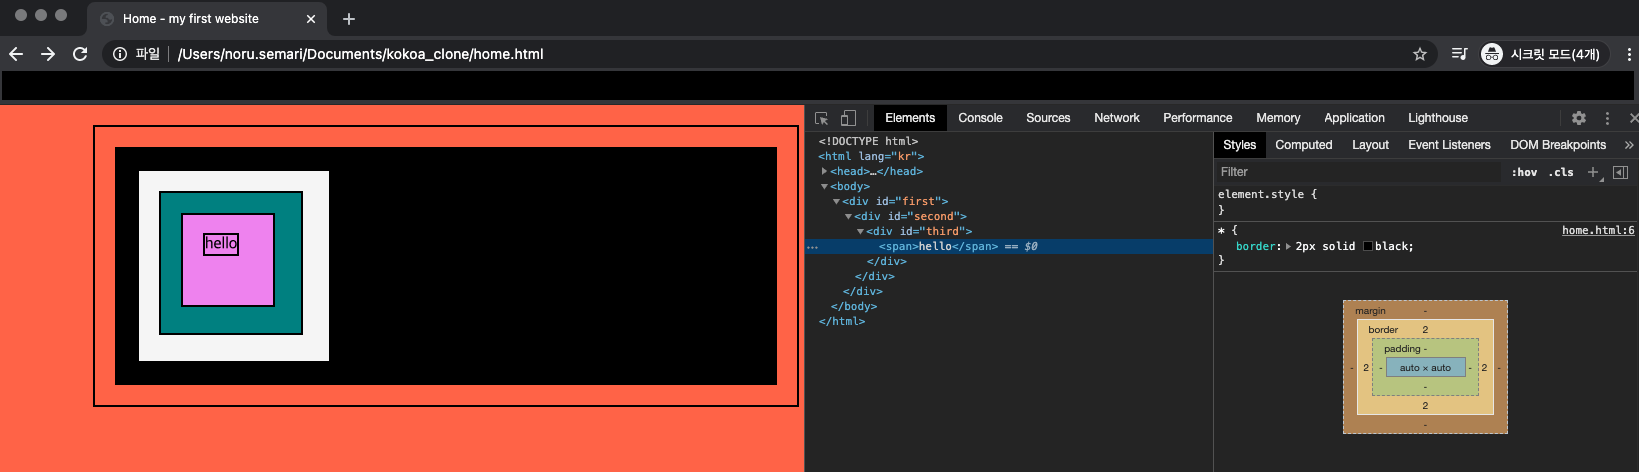 Home - my first website
파일 /Users/noru.semari/Documents/kokoa_clone/home.html
시크릿 모드(4개)
hello
Elements Console Sources Network Performance Memory Application Lighthouse
<!DOCTYPE html>
<html lang="kr">
<head>…</head>
<body>
<div id="first">
<div id="second">
<div id="third">
<span>hello</span> == $0
</div>
</div>
</div>
</body>
</html>
Styles Computed Layout Event Listeners DOM Breakpoints »
Filter :hov .cls
element.style {
}
* { home.html:6
border: 2px solid black;
}
margin -
border 2
padding -
- 2 - auto × auto - 2 -
-
2
-